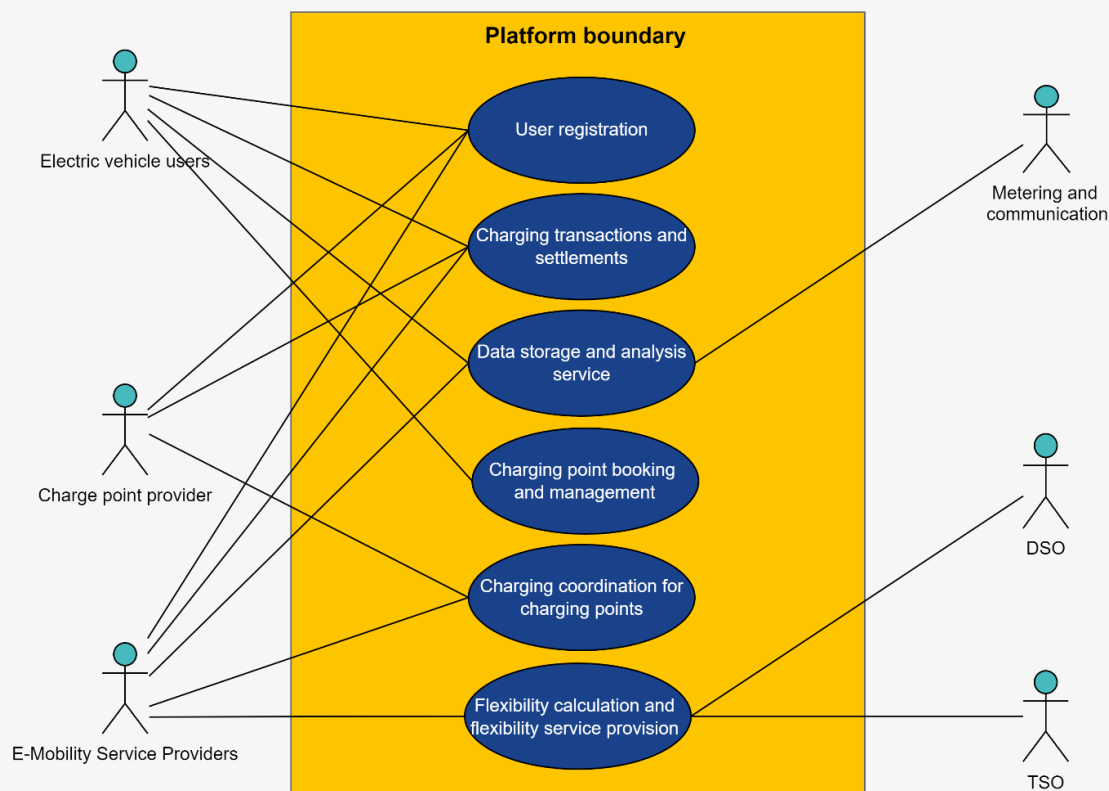 Platform boundary
Electric vehicle users
User registration
Metering and
communication
Charging transactions and
settlements
Data storage and analysis
service
Charge point provider
Charging point booking
and management
DSO
Charging coordination for
charging points
E-Mobility Service Providers
Flexibility calculation and
flexibility service provision
TSO